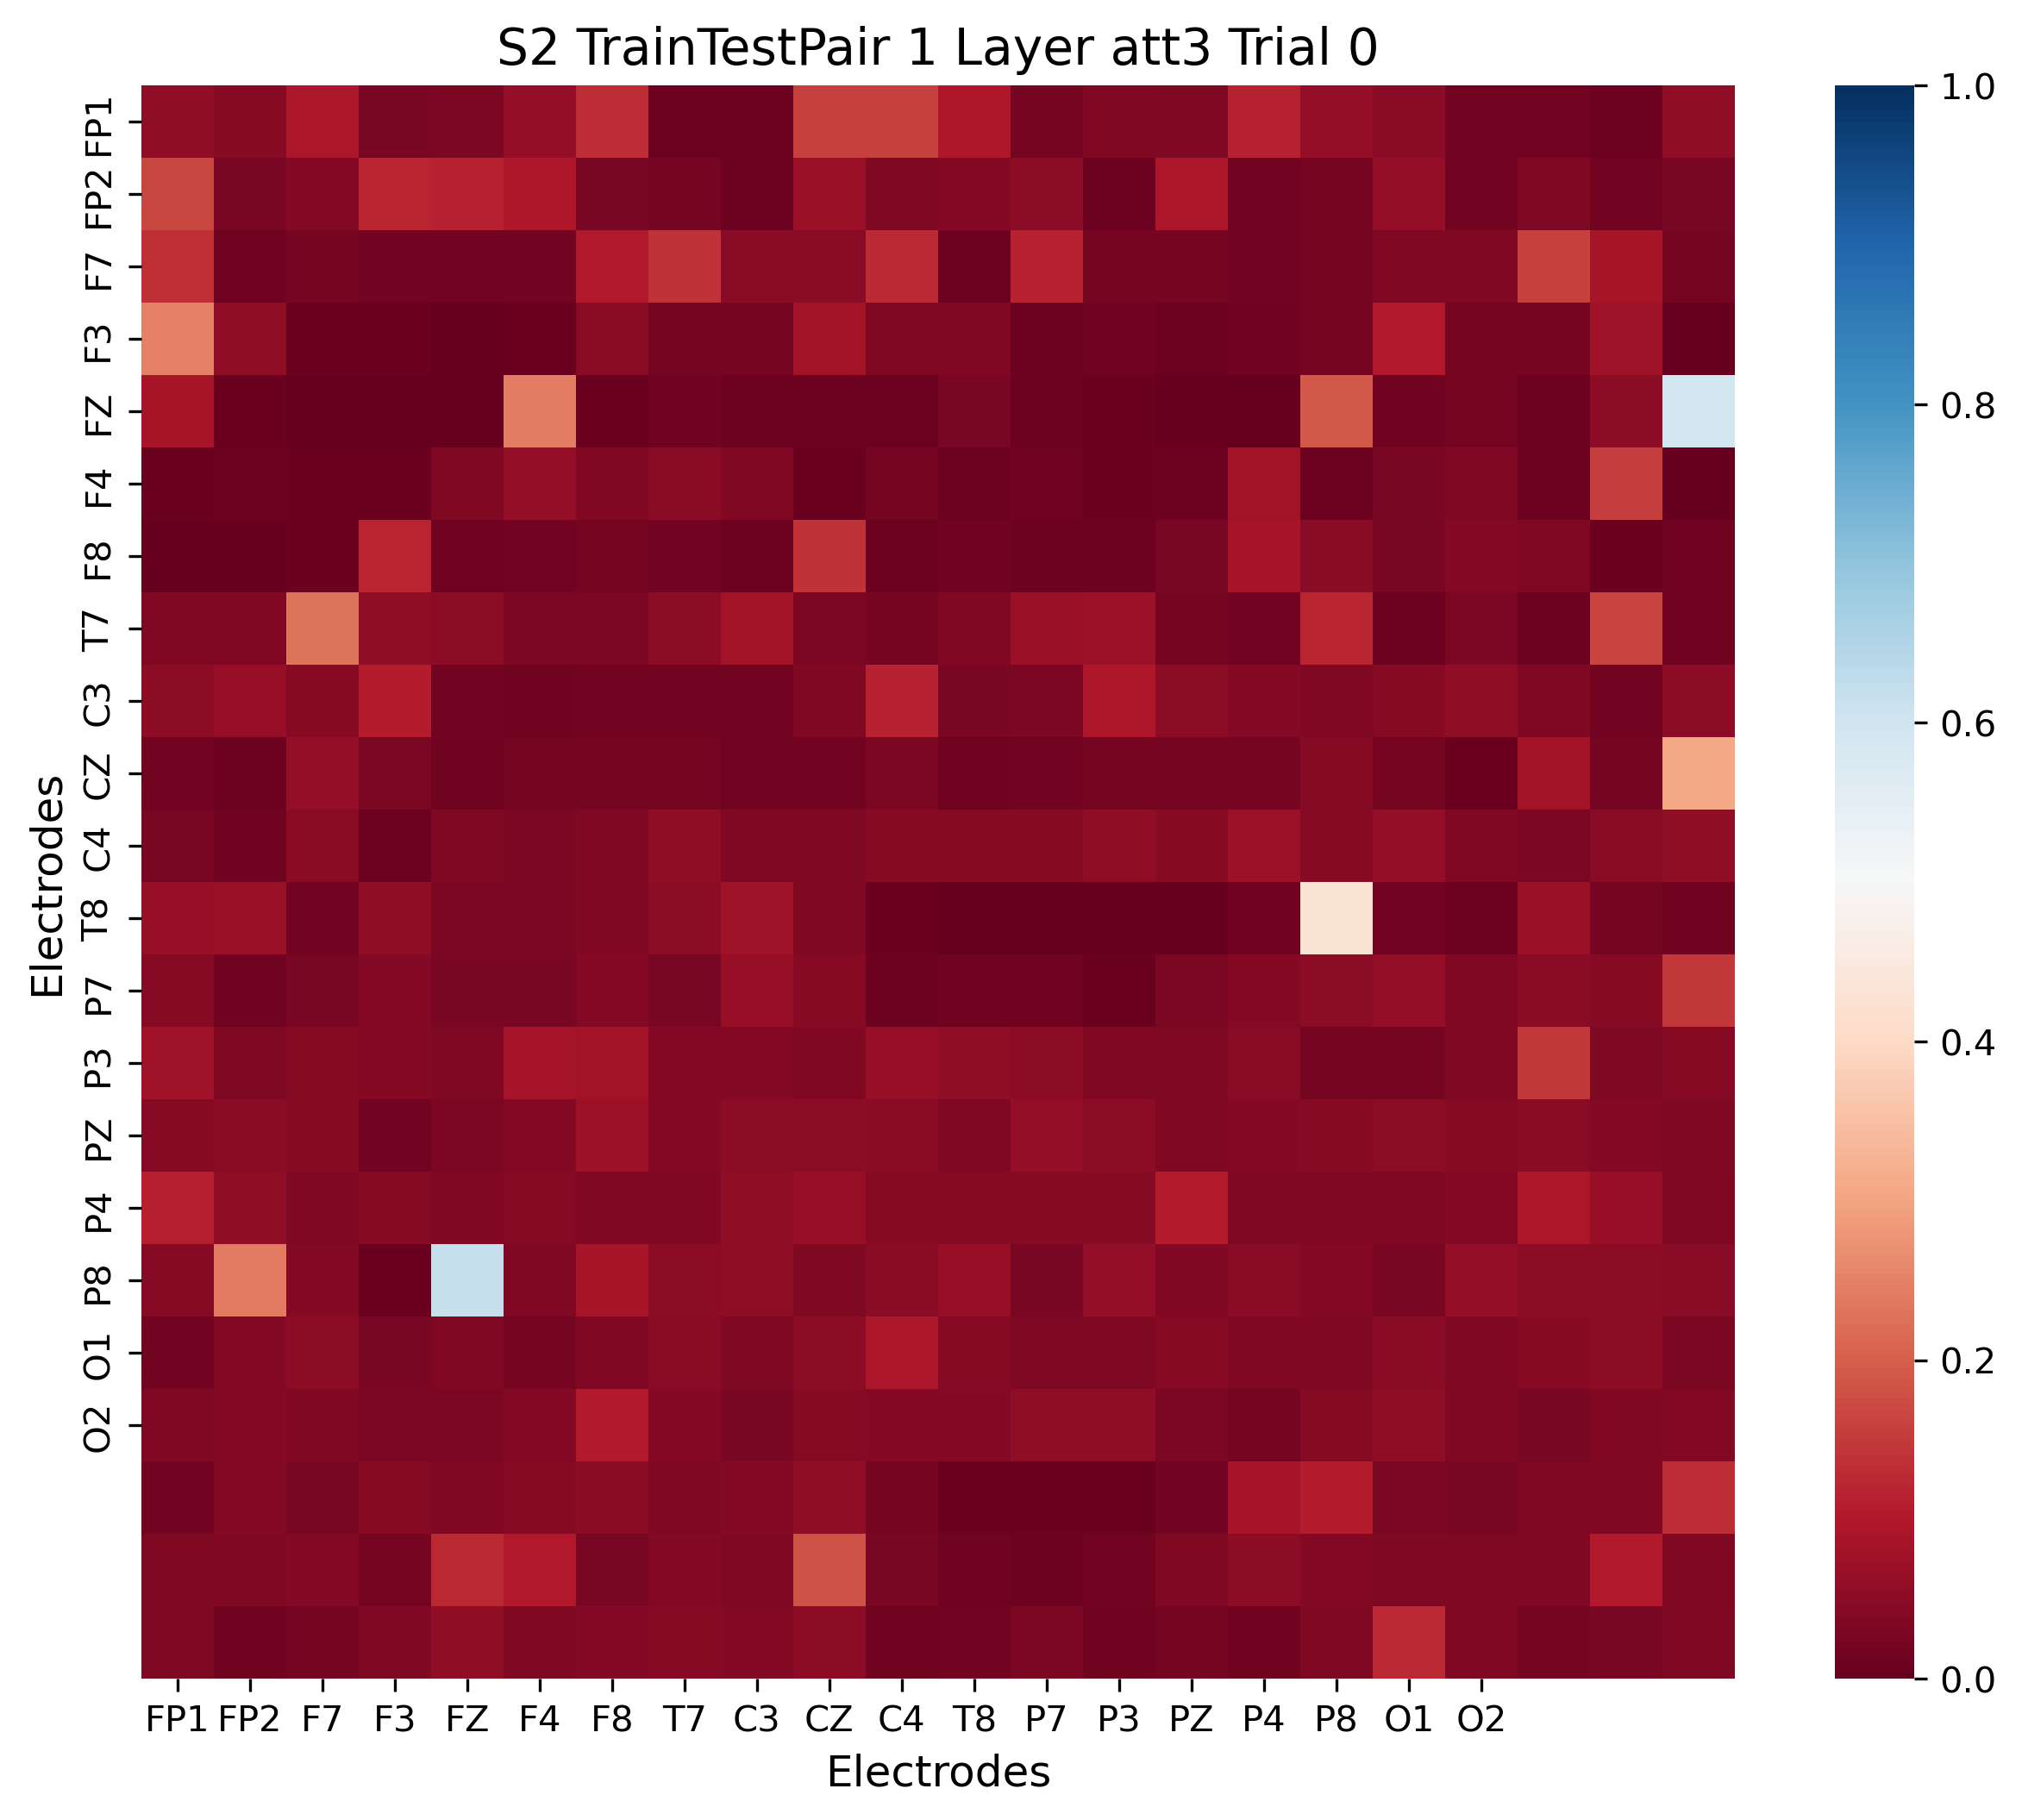 S2 TrainTestPair 1 Layer att3 Trial 0
Electrodes
FP1
FP2
F7
F3
FZ
F4
F8
T7
C3
CZ
C4
T8
P7
P3
PZ
P4
P8
O1
O2
FP1 FP2 F7 F3 FZ F4 F8 T7 C3 CZ C4 T8 P7 P3 PZ P4 P8 O1 O2
Electrodes
1.0
0.8
0.6
0.4
0.2
0.0